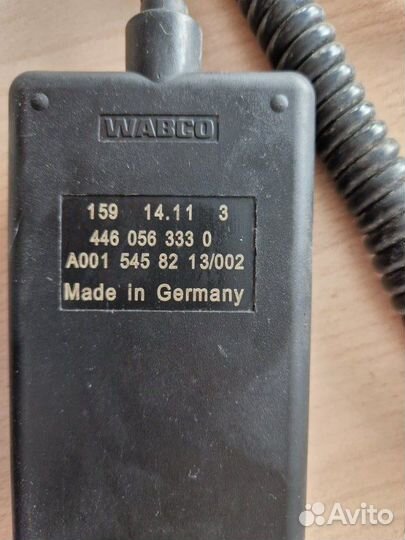 WABCO
159 14.11 3
446 056 333 0
A001 545 82 13/002
Made in Germany
Avito